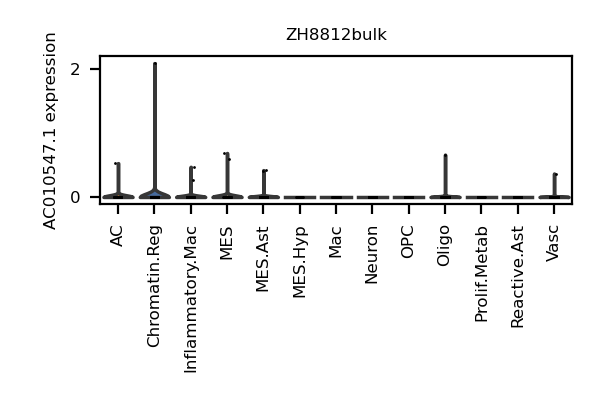 ZH8812bulk
AC010547.1 expression
2
0
AC
Chromatin.Reg
Inflammatory.Mac
MES
MES.Ast
MES.Hyp
Mac
Neuron
OPC
Oligo
Prolif.Metab
Reactive.Ast
Vasc